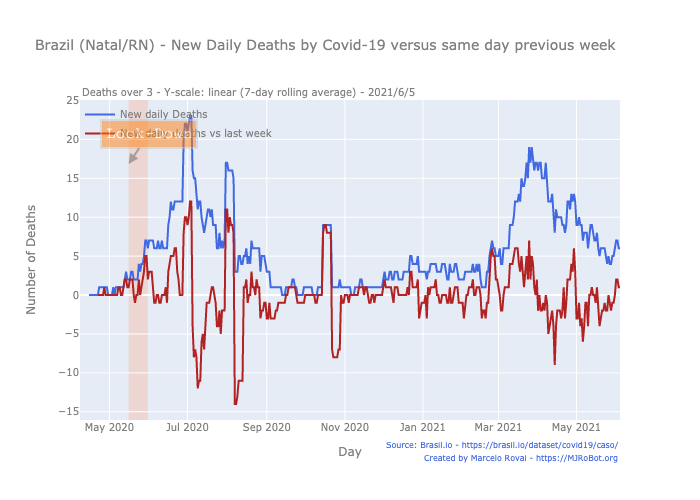 Brazil (Natal/RN) - New Daily Deaths by Covid-19 versus same day previous week
Deaths over 3 - Y-scale: linear (7-day rolling average) - 2021/6/5
New daily Deaths
New daily Deaths vs last week
Lock Down
Number of Deaths
25
20
15
10
5
0
−5
−10
−15
May 2020
Jul 2020
Sep 2020
Nov 2020
Jan 2021
Mar 2021
May 2021
Day
Source: Brasil.io - https://brasil.io/dataset/covid19/caso/
Created by Marcelo Rovai - https://MJRoBot.org